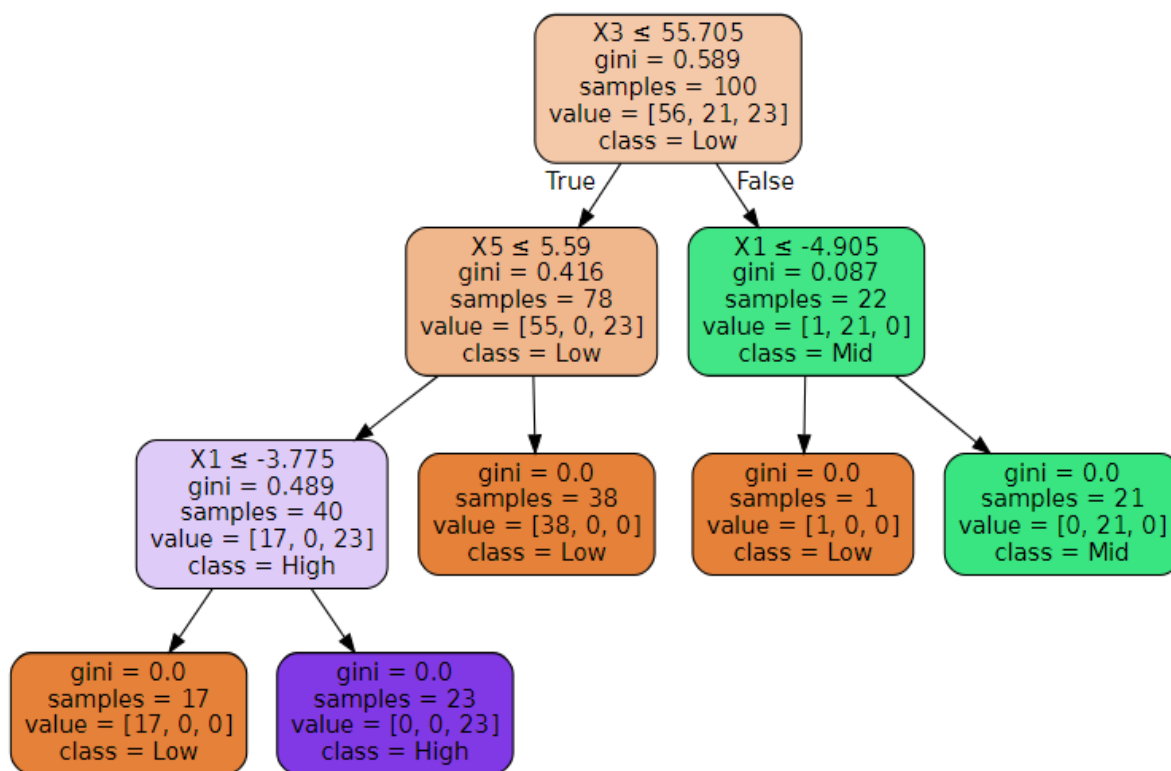 X3 ≤ 55.705
gini = 0.589
samples = 100
value = [56, 21, 23]
class = Low
True
False
X5 ≤ 5.59
gini = 0.416
samples = 78
value = [55, 0, 23]
class = Low
X1 ≤ -4.905
gini = 0.087
samples = 22
value = [1, 21, 0]
class = Mid
X1 ≤ -3.775
gini = 0.489
samples = 40
value = [17, 0, 23]
class = High
gini = 0.0
samples = 38
value = [38, 0, 0]
class = Low
gini = 0.0
samples = 1
value = [1, 0, 0]
class = Low
gini = 0.0
samples = 21
value = [0, 21, 0]
class = Mid
gini = 0.0
samples = 17
value = [17, 0, 0]
class = Low
gini = 0.0
samples = 23
value = [0, 0, 23]
class = High